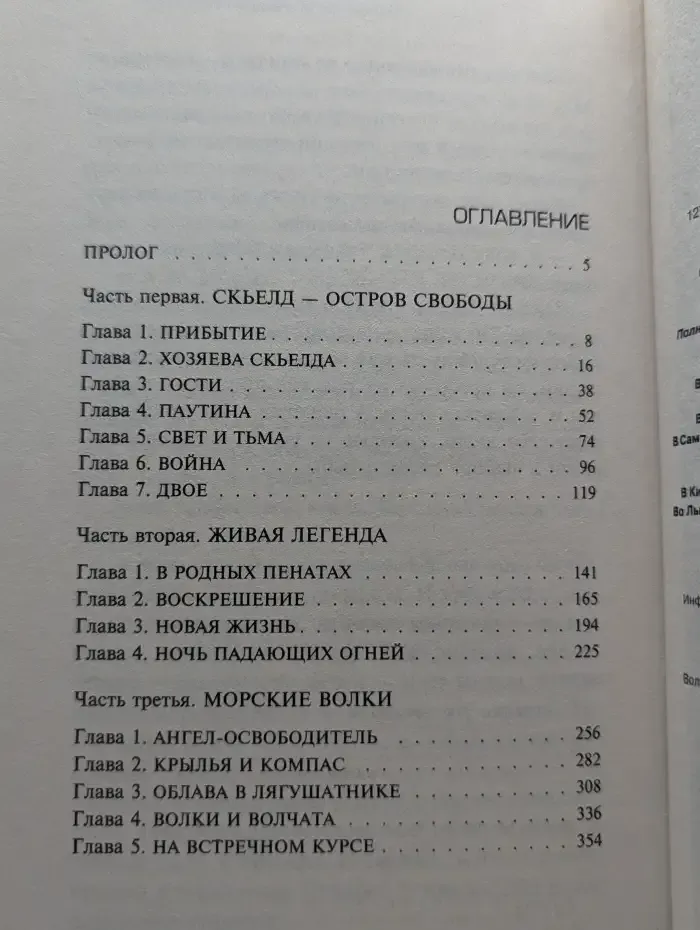 ОГЛАВЛЕНИЕ
ПРОЛОГ . . . . . . . . . . . . . . . . . . . . . . . . . . 5
Часть первая. СКЬЕЛД — ОСТРОВ СВОБОДЫ
Глава 1. ПРИБЫТИЕ . . . . . . . . . . . . . . . . . . . 8
Глава 2. ХОЗЯЕВА СКЬЕЛДА . . . . . . . . . . . . . . 16
Глава 3. ГОСТИ . . . . . . . . . . . . . . . . . . . . . 38
Глава 4. ПАУТИНА . . . . . . . . . . . . . . . . . . . 52
Глава 5. СВЕТ И ТЬМА . . . . . . . . . . . . . . . . . 74
Глава 6. ВОЙНА . . . . . . . . . . . . . . . . . . . . 96
Глава 7. ДВОЕ . . . . . . . . . . . . . . . . . . . . . 119
Часть вторая. ЖИВАЯ ЛЕГЕНДА
Глава 1. В РОДНЫХ ПЕНАТАХ . . . . . . . . . . . . . 141
Глава 2. ВОСКРЕШЕНИЕ . . . . . . . . . . . . . . . . 165
Глава 3. НОВАЯ ЖИЗНЬ . . . . . . . . . . . . . . . . 194
Глава 4. НОЧЬ ПАДАЮЩИХ ОГНЕЙ . . . . . . . . . . 225
Часть третья. МОРСКИЕ ВОЛКИ
Глава 1. АНГЕЛ-ОСВОБОДИТЕЛЬ . . . . . . . . . . . 256
Глава 2. КРЫЛЬЯ И КОМПАС . . . . . . . . . . . . . 282
Глава 3. ОБЛАВА В ЛЯГУШАТНИКЕ . . . . . . . . . . 308
Глава 4. ВОЛКИ И ВОЛЧАТА . . . . . . . . . . . . . . 336
Глава 5. НА ВСТРЕЧНОМ КУРСЕ . . . . . . . . . . . . 354